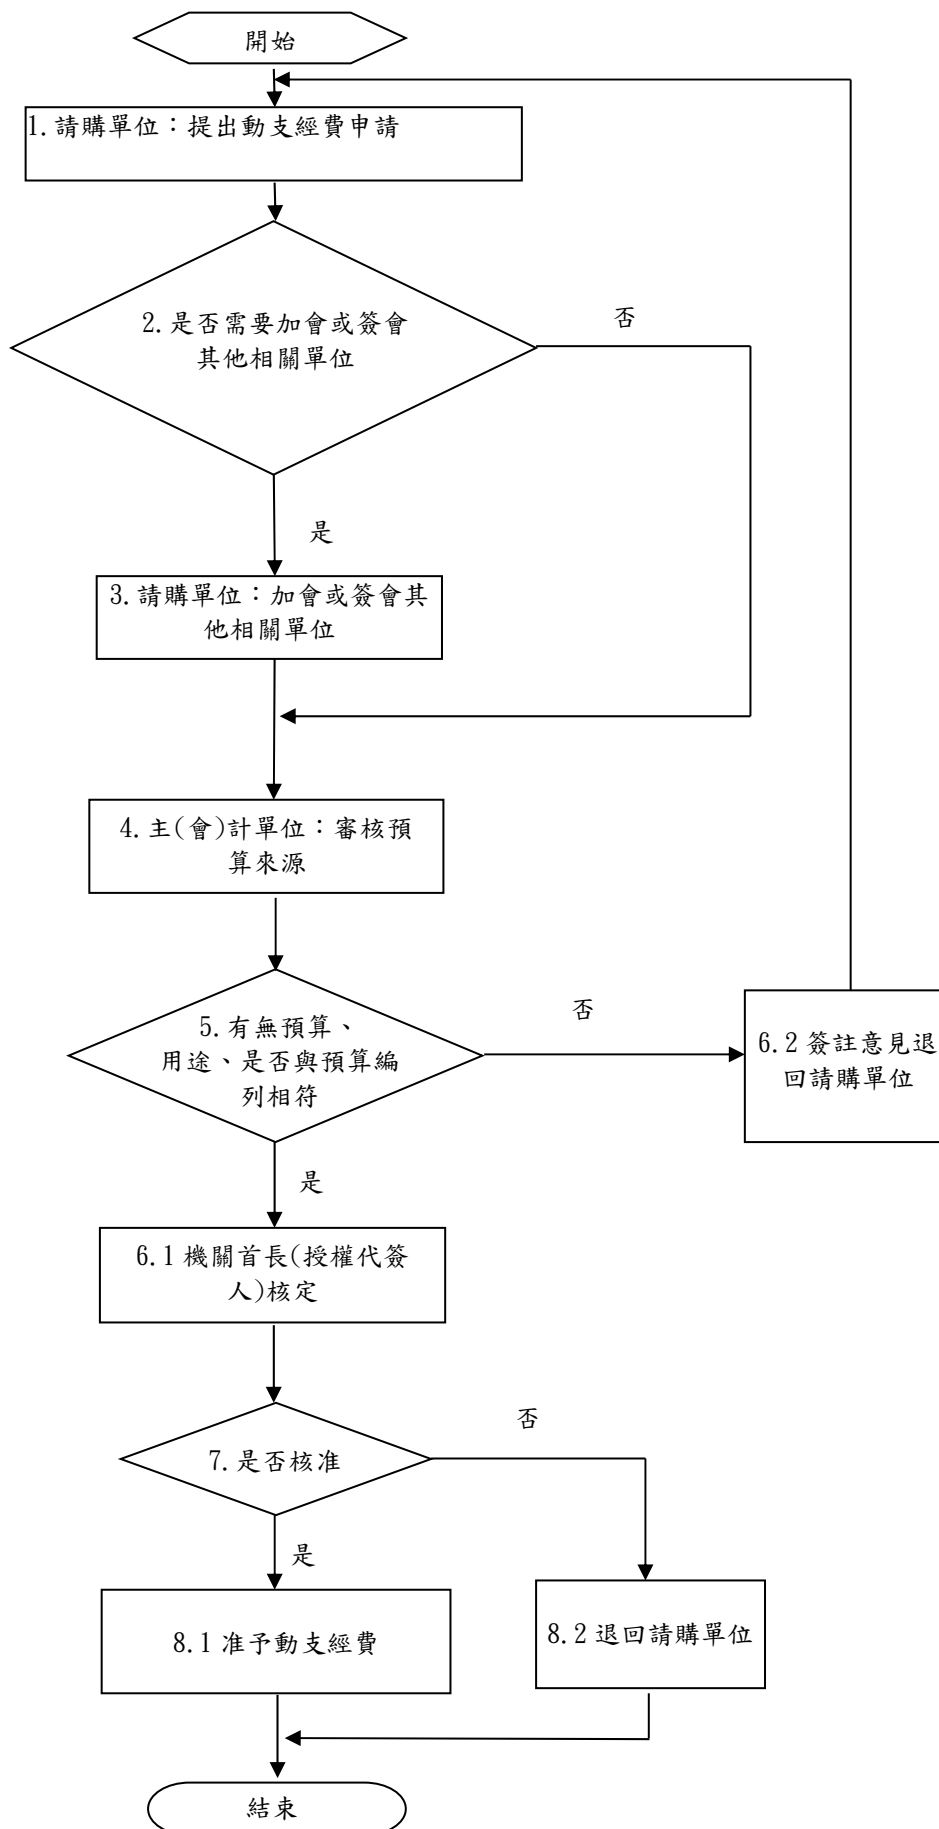 開始
1.請購單位：提出動支經費申請
2.是否需要加會或簽會
其他相關單位
否
是
3.請購單位：加會或簽會其
他相關單位
4.主(會)計單位：審核預
算來源
5.有無預算、
用途、是否與預算編
列相符
否
6.2 簽註意見退
回請購單位
是
6.1 機關首長(授權代簽
人)核定
7.是否核准
否
是
8.1 准予動支經費
8.2 退回請購單位
結束